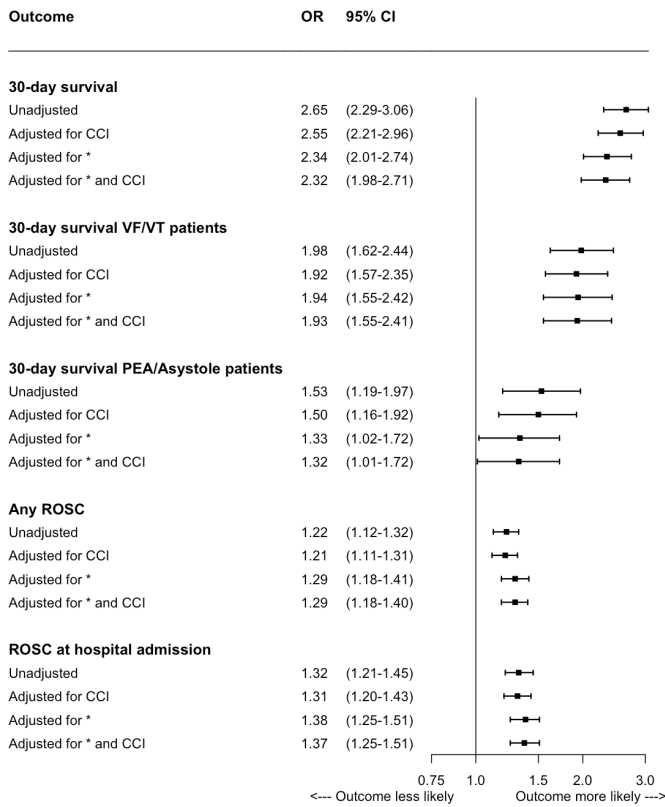 Outcome OR 95% CI
30-day survival
Unadjusted 2.65 (2.29-3.06)
Adjusted for CCI 2.55 (2.21-2.96)
Adjusted for * 2.34 (2.01-2.74)
Adjusted for * and CCI 2.32 (1.98-2.71)
30-day survival VF/VT patients
Unadjusted 1.98 (1.62-2.44)
Adjusted for CCI 1.92 (1.57-2.35)
Adjusted for * 1.94 (1.55-2.42)
Adjusted for * and CCI 1.93 (1.55-2.41)
30-day survival PEA/Asystole patients
Unadjusted 1.53 (1.19-1.97)
Adjusted for CCI 1.50 (1.16-1.92)
Adjusted for * 1.33 (1.02-1.72)
Adjusted for * and CCI 1.32 (1.01-1.72)
Any ROSC
Unadjusted 1.22 (1.12-1.32)
Adjusted for CCI 1.21 (1.11-1.31)
Adjusted for * 1.29 (1.18-1.41)
Adjusted for * and CCI 1.29 (1.18-1.40)
ROSC at hospital admission
Unadjusted 1.32 (1.21-1.45)
Adjusted for CCI 1.31 (1.20-1.43)
Adjusted for * 1.38 (1.25-1.51)
Adjusted for * and CCI 1.37 (1.25-1.51)
0.75 1.0 1.5 2.0 3.0
<--- Outcome less likely Outcome more likely --->